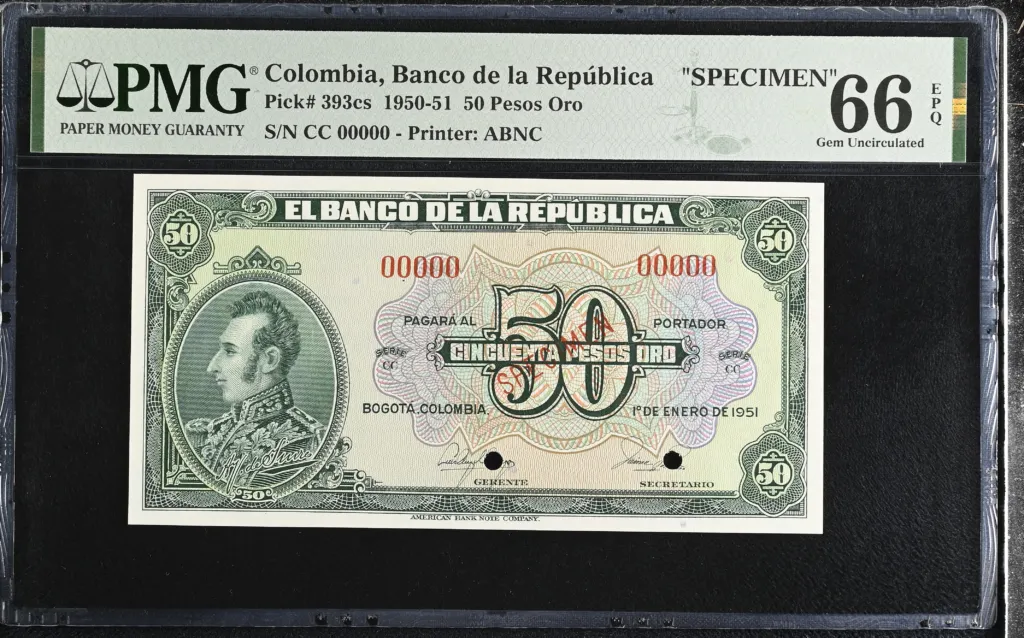 PMG®
PAPER MONEY GUARANTY
Colombia, Banco de la República "SPECIMEN"
Pick# 393cs 1950-51 50 Pesos Oro
S/N CC 00000 - Printer: ABNC
66
EPQ
Gem Uncirculated
EL BANCO DE LA REPÚBLICA
50 50
00000 00000
50
PAGARÁ AL PORTADOR
SERIE CC CINCUENTA PESOS ORO SERIE CC
SPECIMEN
BOGOTÁ, COLOMBIA, 1º DE ENERO DE 1951
GERENTE SECRETARIO
50 50
AMERICAN BANK NOTE COMPANY.